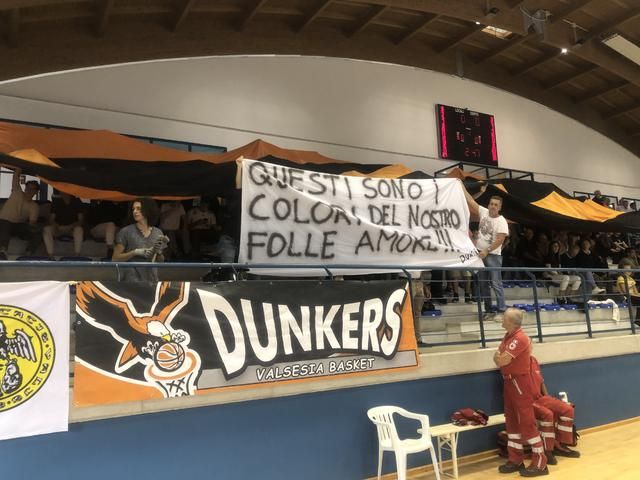 QUESTI SONO I
COLORI DEL NOSTRO
FOLLE AMORE!!!
DUNKERS
VALSESIA BASKET